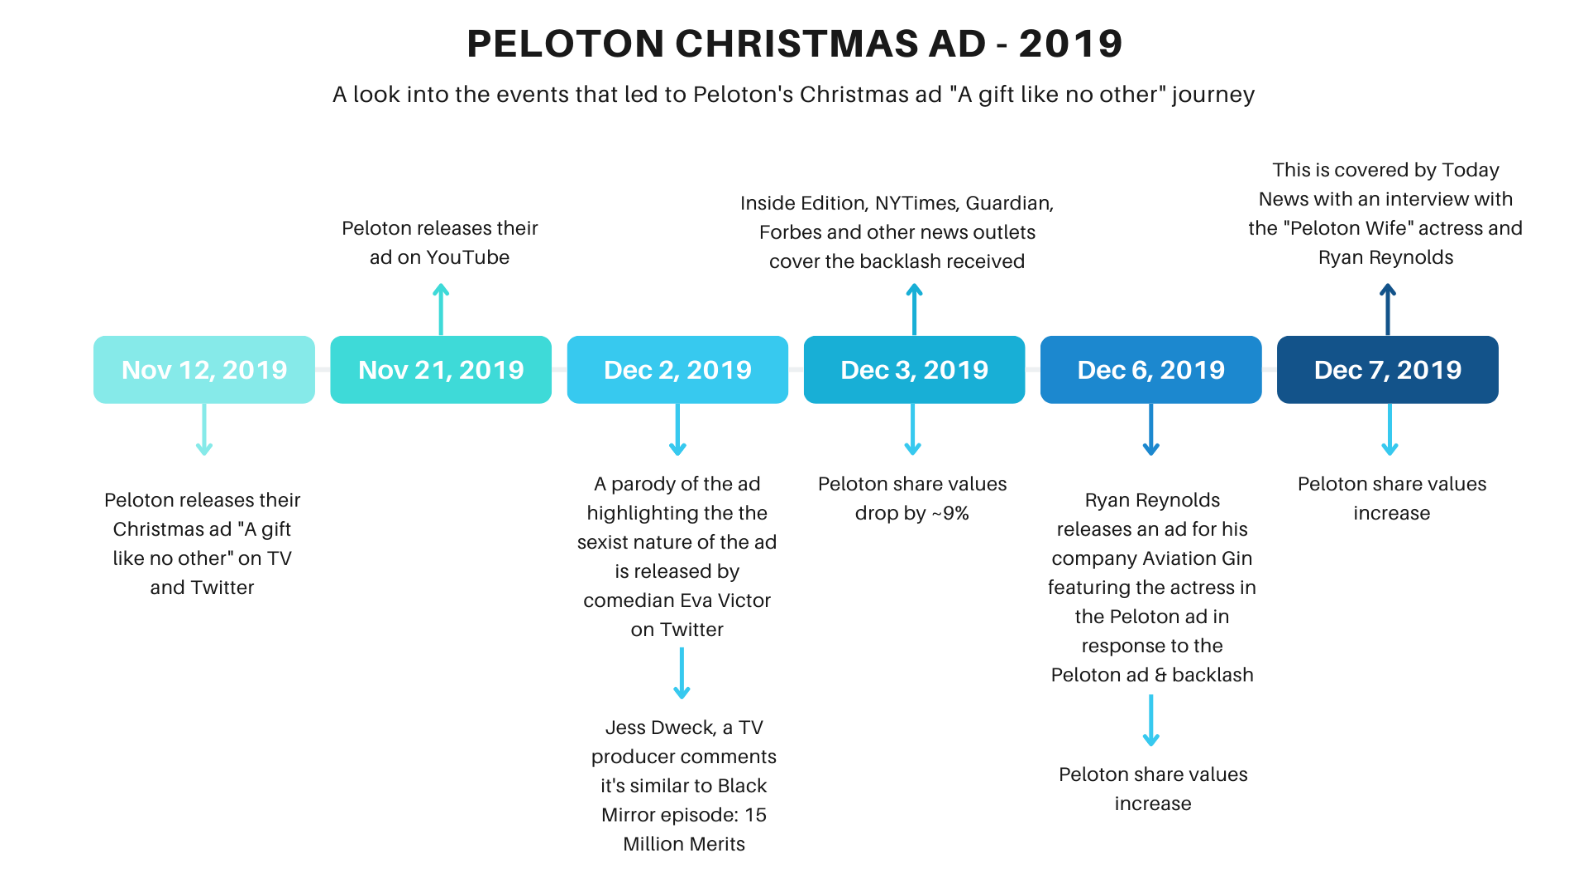 PELOTON CHRISTMAS AD - 2019
A look into the events that led to Peloton's Christmas ad "A gift like no other" journey
Nov 12, 2019
Peloton releases their
Christmas ad "A gift
like no other" on TV
and Twitter
Peloton releases their
ad on YouTube
Nov 21, 2019
Dec 2, 2019
A parody of the ad
highlighting the the
sexist nature of the ad
is released by
comedian Eva Victor
on Twitter
Jess Dweck, a TV
producer comments
it's similar to Black
Mirror episode: 15
Million Merits
Inside Edition, NYTimes, Guardian,
Forbes and other news outlets
cover the backlash received
Dec 3, 2019
Peloton share values
drop by ~9%
Dec 6, 2019
Ryan Reynolds
releases an ad for his
company Aviation Gin
featuring the actress in
the Peloton ad in
response to the
Peloton ad & backlash
Peloton share values
increase
This is covered by Today
News with an interview with
the "Peloton Wife" actress and
Ryan Reynolds
Dec 7, 2019
Peloton share values
increase